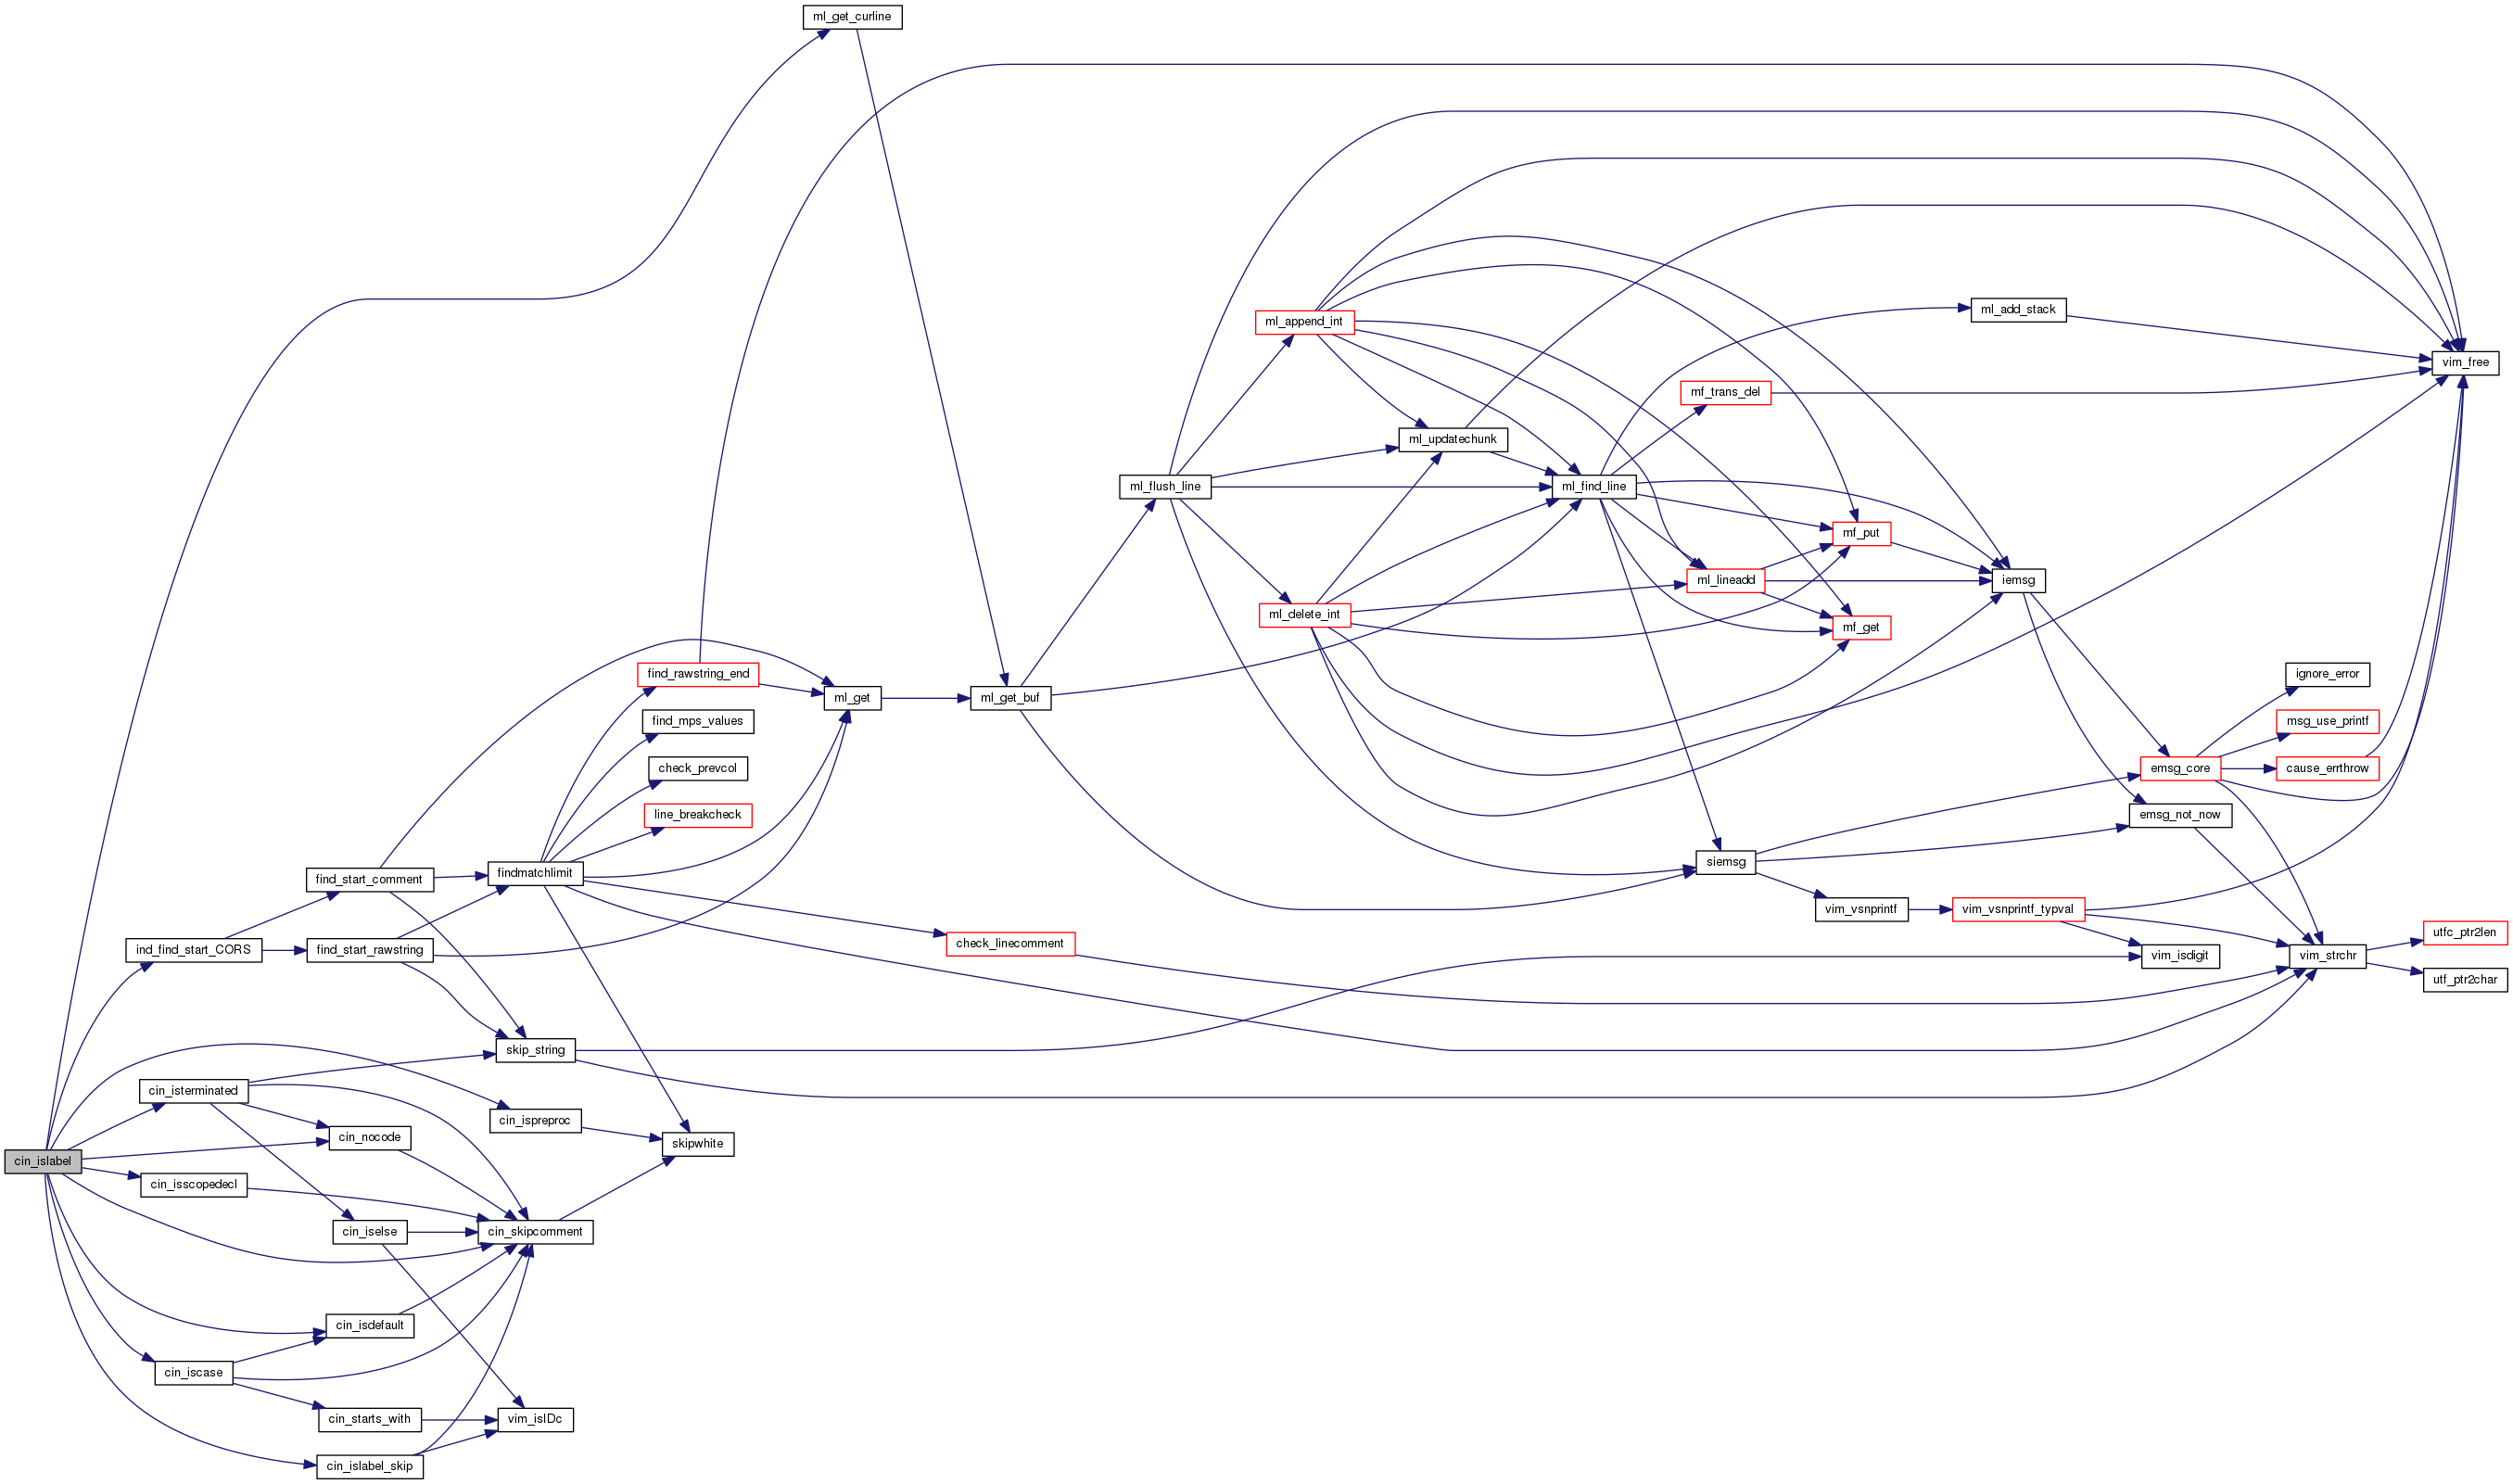 ml_get_curline
ml_append_int
ml_add_stack
vim_free
mf_trans_del
ml_updatechunk
ml_flush_line
ml_find_line
mf_put
ml_lineadd
iemsg
ml_delete_int
mf_get
find_rawstring_end
ml_get
ml_get_buf
ignore_error
find_mps_values
msg_use_printf
check_prevcol
emsg_core
cause_errthrow
line_breakcheck
emsg_not_now
siemsg
find_start_comment
findmatchlimit
vim_vsnprintf
vim_vsnprintf_typval
utfc_ptr2len
ind_find_start_CORS
find_start_rawstring
check_linecomment
vim_isdigit
vim_strchr
utf_ptr2char
skip_string
cin_isterminated
cin_ispreproc
cin_nocode
skipwhite
cin_islabel
cin_isscopedecl
cin_iselse
cin_skipcomment
cin_isdefault
cin_iscase
cin_starts_with
vim_isIDc
cin_islabel_skip